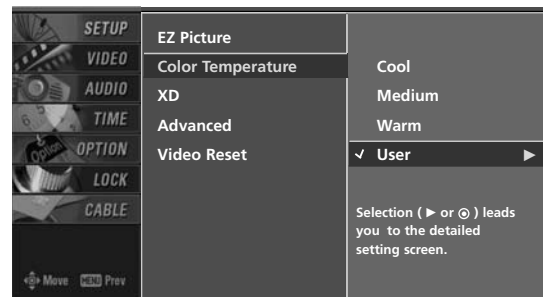 SETUP
VIDEO
AUDIO
TIME
OPTION
LOCK
CABLE
Move MENU Prev
EZ Picture
Color Temperature
XD
Advanced
Video Reset
Cool
Medium
Warm
✓ User ▶
Selection ( ▶ or ⊙ ) leads
you to the detailed
setting screen.